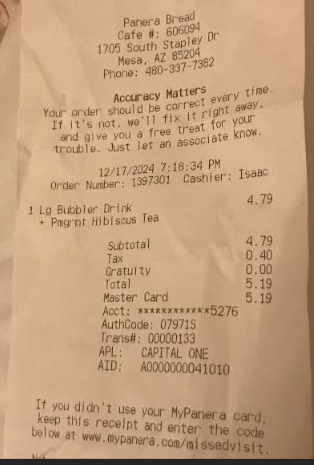 Panera Bread
Cafe #: 606094
1705 South Stapley Dr
Mesa, AZ 85204
Phone: 480-337-7382
Accuracy Matters
Your order should be correct every time.
If it's not, we'll fix it right away,
and give you a free treat for your
trouble. Just let an associate know.
12/17/2024 7:18:34 PM
Order Number: 1397301 Cashier: Isaac
1 Lg Bubbler Drink 4.79
+ Pmgrnt Hibiscus Tea
Subtotal 4.79
Tax 0.40
Gratuity 0.00
Total 5.19
Master Card 5.19
Acct: ************5276
AuthCode: 079715
Trans#: 00000133
APL: CAPITAL ONE
AID: A0000000041010
If you didn't use your MyPanera card,
keep this receipt and enter the code
below at www.mypanera.com/missedvisit.